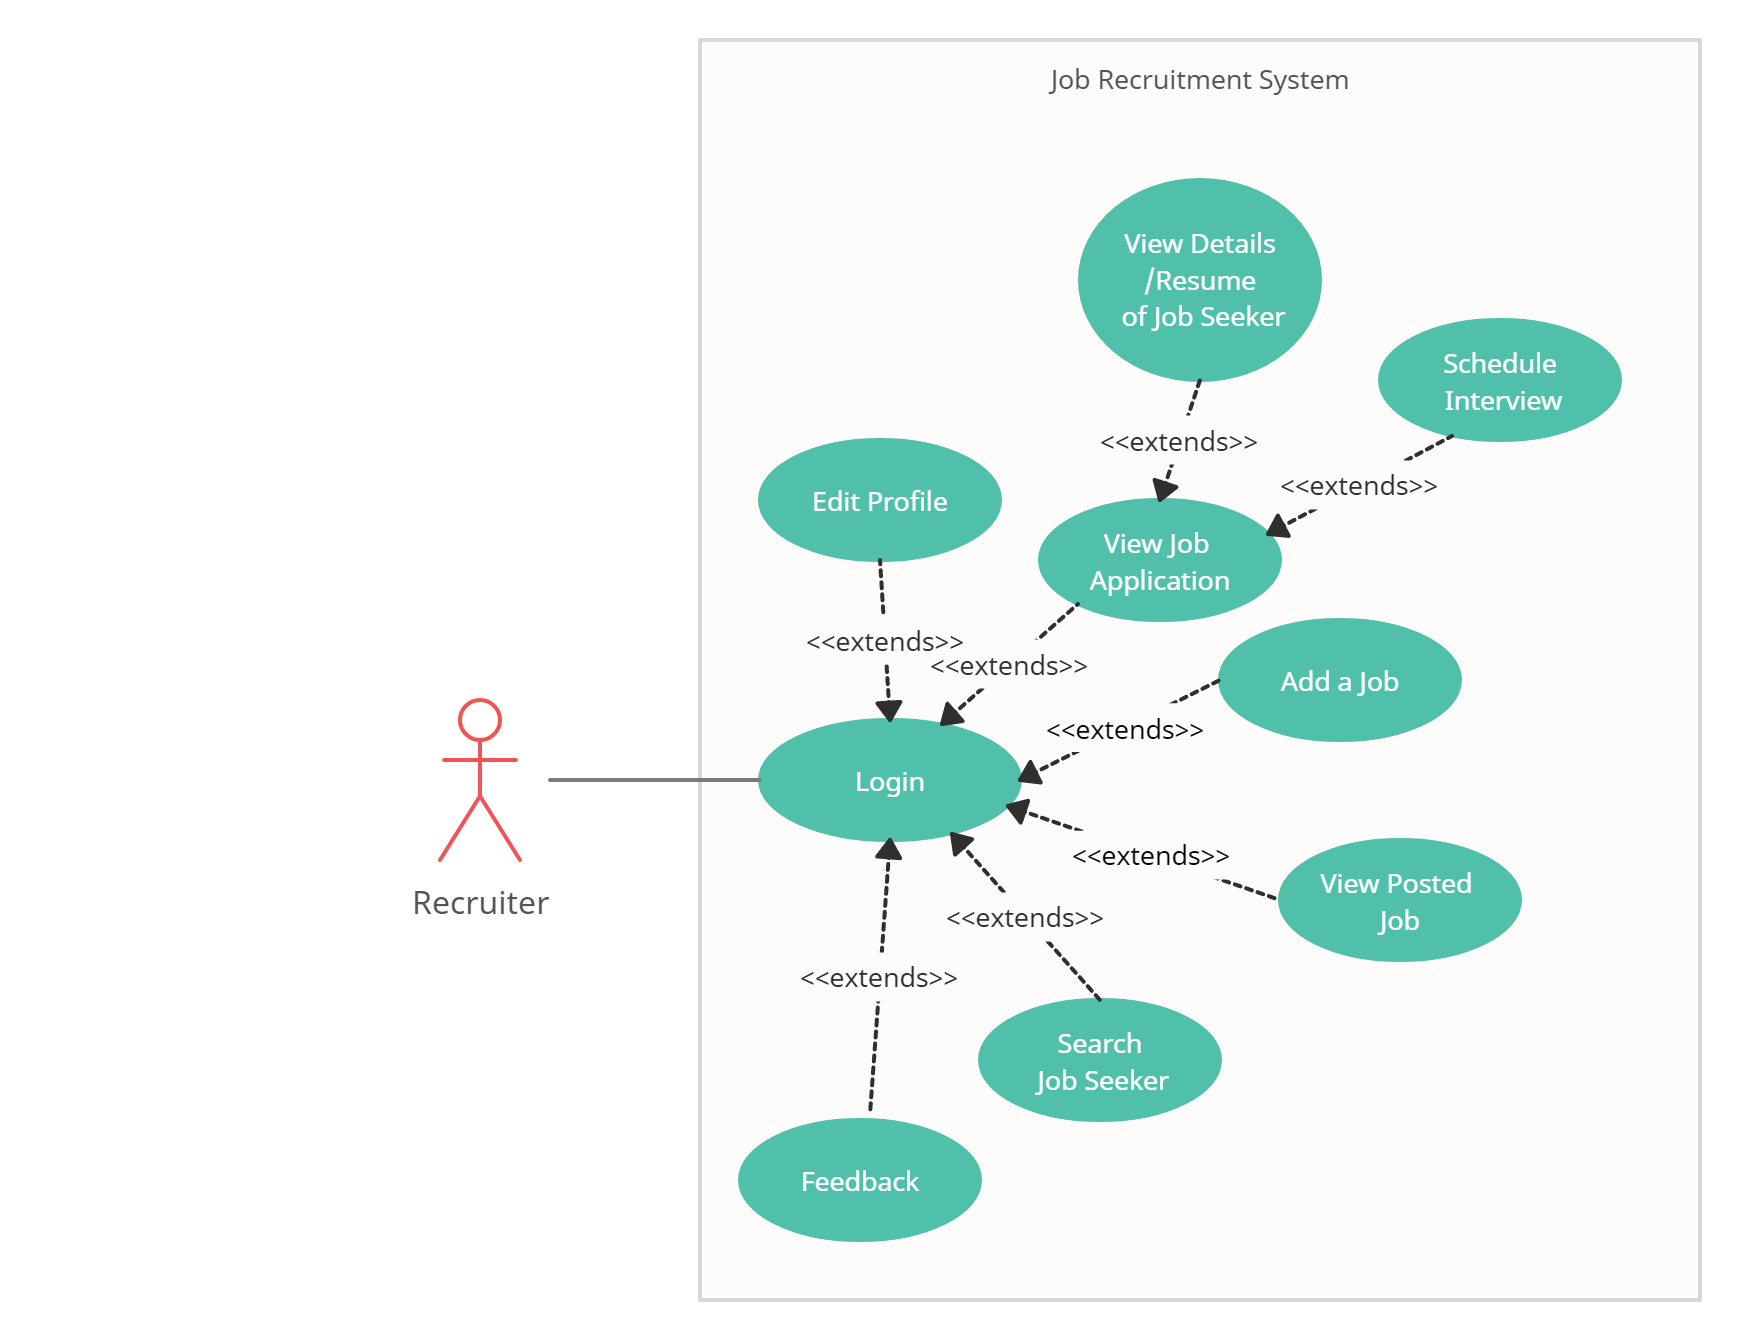 Job Recruitment System
View Details
/Resume
of Job Seeker
Schedule
Interview
<<extends>>
<<extends>>
Edit Profile
View Job
Application
<<extends>>
<<extends>>
Add a Job
<<extends>>
Login
<<extends>>
View Posted
Job
Recruiter
<<extends>>
<<extends>>
Search
Job Seeker
Feedback